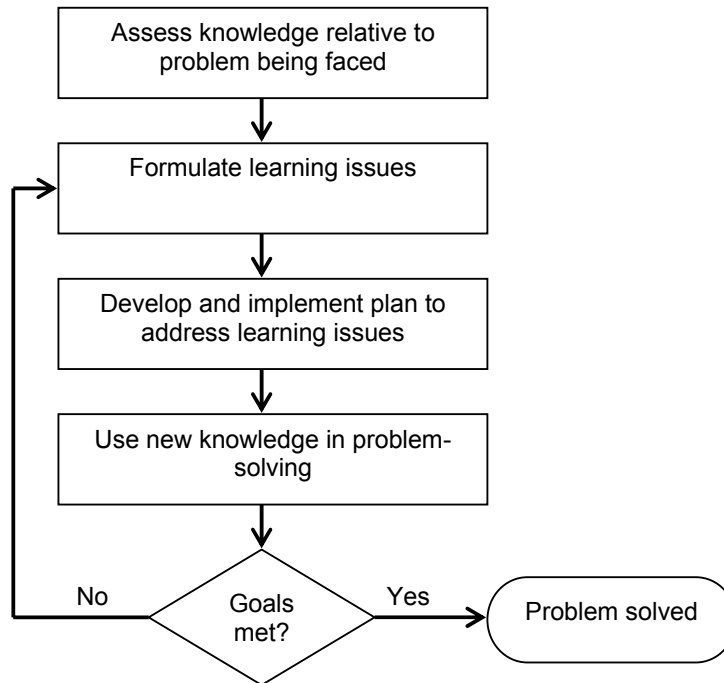 Assess knowledge relative to
problem being faced
Formulate learning issues
Develop and implement plan to
address learning issues
Use new knowledge in problem-
solving
Goals
met?
No
Yes
Problem solved